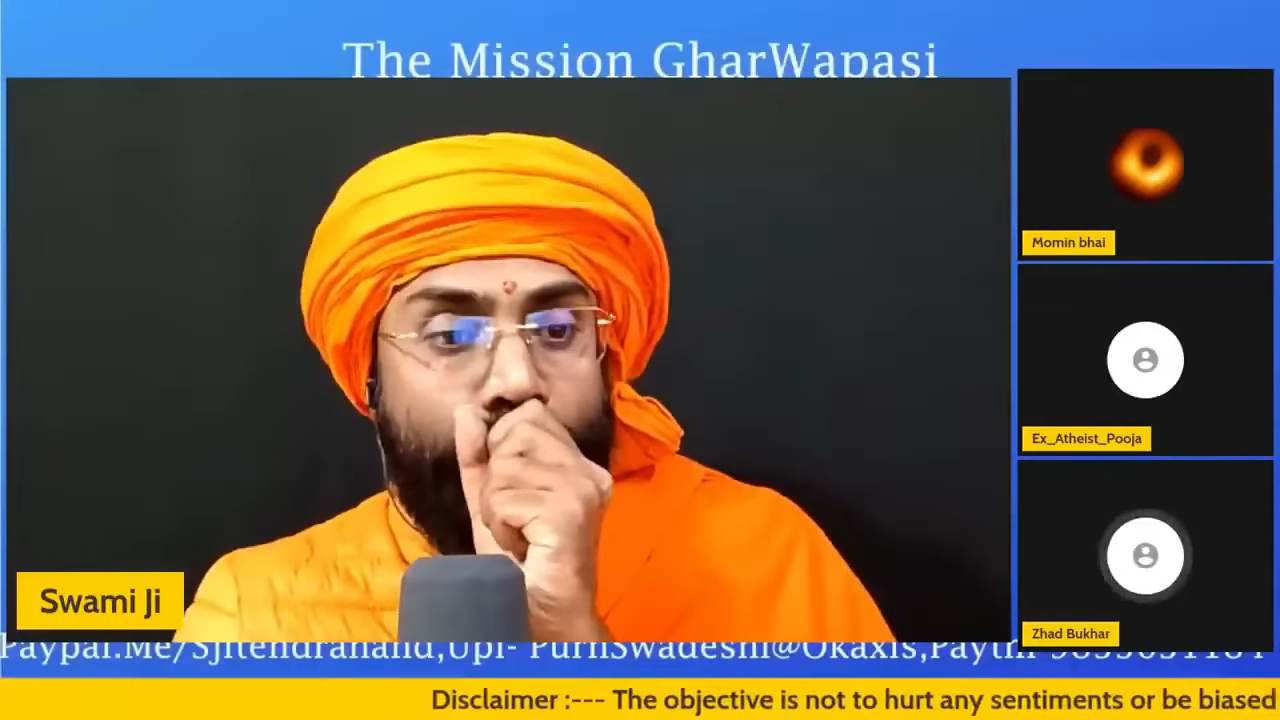 The Mission GharWapasi
Momin bhai
Ex_Atheist_Pooja
Zhad Bukhar
Swami Ji
Disclaimer :--- The objective is not to hurt any sentiments or be biased